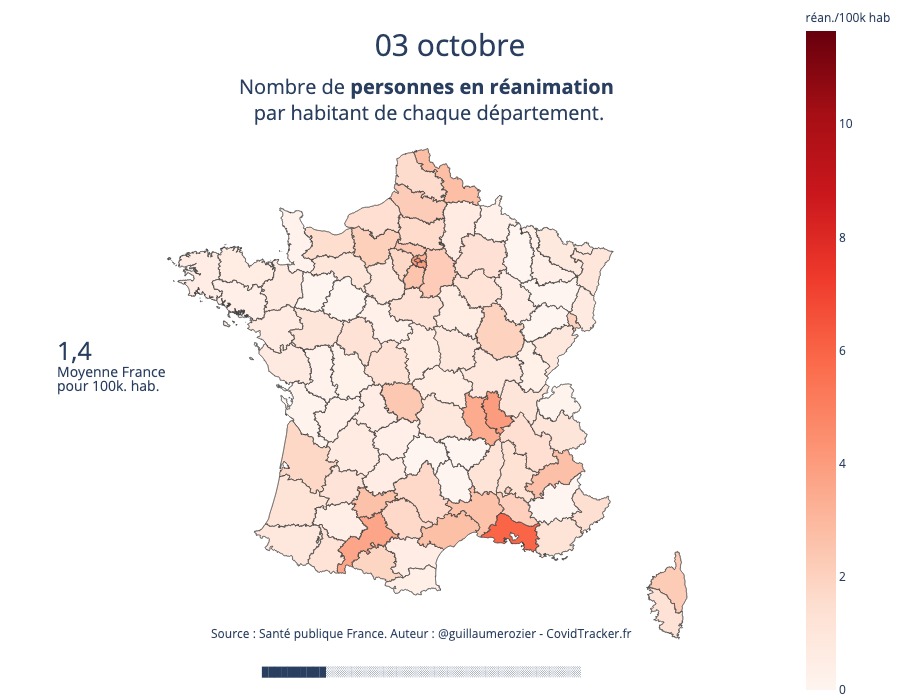 réan./100k hab
03 octobre
Nombre de personnes en réanimation
par habitant de chaque département.
10
8
6
4
2
0
1,4
Moyenne France
pour 100k. hab.
Source : Santé publique France. Auteur : @guillaumerozier - CovidTracker.fr